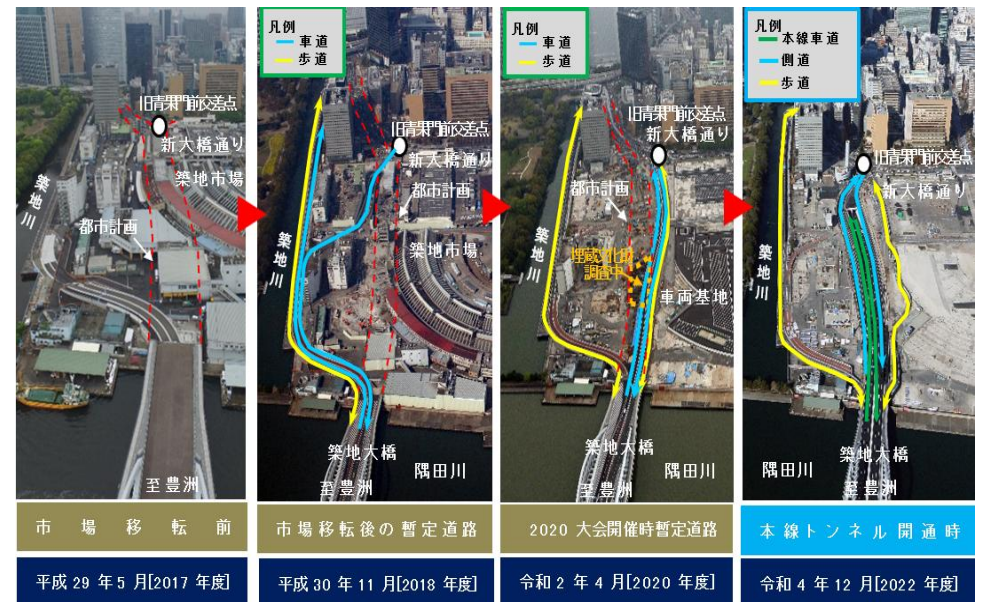 旧青果門前交差点
新大橋通り
築地市場
築地川
都市計画
至豊洲
市場移転前
平成29年5月[2017年度]
凡例
車道
歩道
旧青果門前交差点
新大橋通り
都市計画
築地市場
築地川
築地大橋
隅田川
至豊洲
市場移転後の暫定道路
平成30年11月[2018年度]
凡例
車道
歩道
旧青果門前交差点
新大橋通り
都市計画
築地川
埋蔵文化財
調査中
車両基地
築地大橋
隅田川
至豊洲
2020大会開催時暫定道路
令和2年4月[2020年度]
凡例
本線車道
側道
歩道
旧青果門前交差点
新大橋通り
築地川
築地大橋
隅田川
至豊洲
本線トンネル開通時
令和4年12月[2022年度]